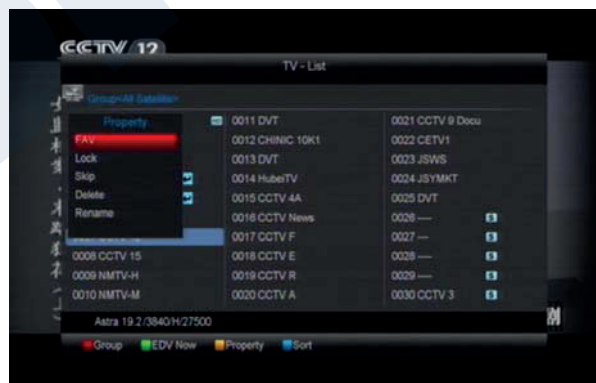 CCTV 12
TV - List
Group<All Satellite>
Property
FAV
Lock
Skip
Delete
Rename
0008 CCTV 15
0009 NMTV-H
0010 NMTV-M
0011 DVT
0012 CHINIC 10K1
0013 DVT
0014 HubeiTV
0015 CCTV 4A
0016 CCTV News
0017 CCTV F
0018 CCTV E
0019 CCTV R
0020 CCTV A
0021 CCTV 9 Docu
0022 CETV1
0023 JSWS
0024 JSYMKT
0025 DVT
0026 ---- $
0027 ---- $
0028 ---- $
0029 ---- $
0030 CCTV 3 $
Astra 19.2/3840/H/27500
Group EDV Now Property Sort